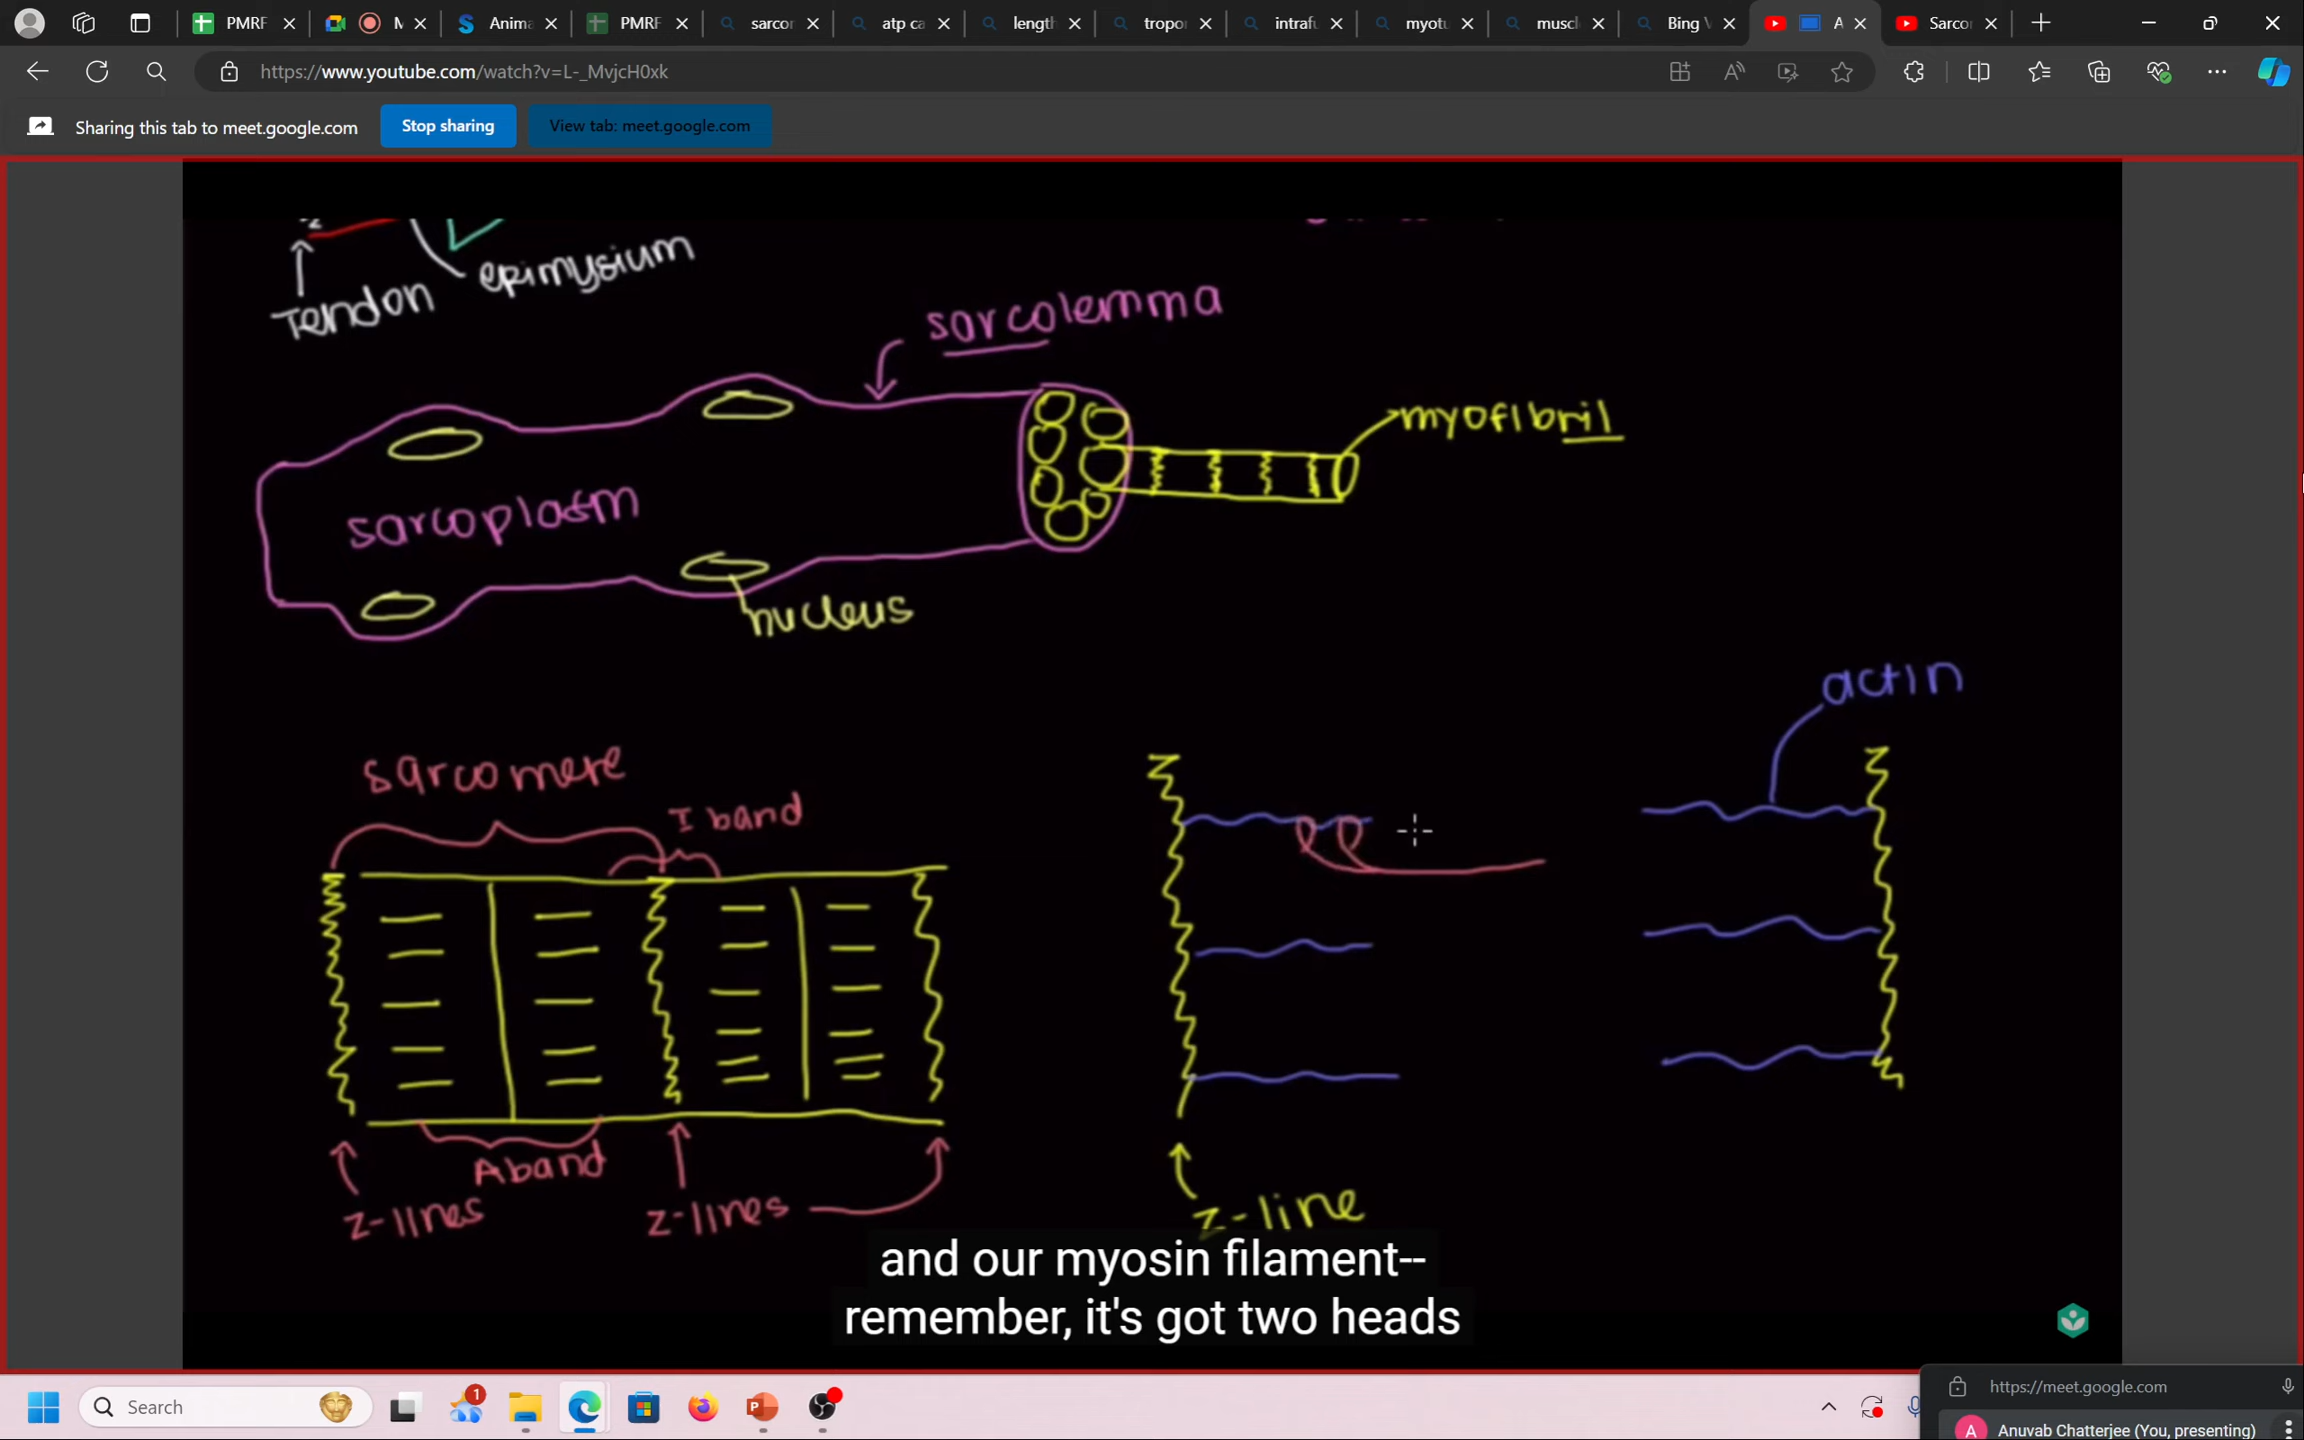 PMRF
M
Anima
PMRF
sarcor
atp ca
length
tropo
intrafu
myotu
muscl
Bing V
A
Sarco
https://www.youtube.com/watch?v=L-_MvjcH0xk
Sharing this tab to meet.google.com
Stop sharing
View tab: meet.google.com
Tendon
epimysium
sarcolemma
myofibril
sarcoplasm
nucleus
actin
sarcomere
I band
A band
z-lines
z-lines
z-line
and our myosin filament--
remember, it's got two heads
Search
1
https://meet.google.com
A
Anuvab Chatterjee (You, presenting)